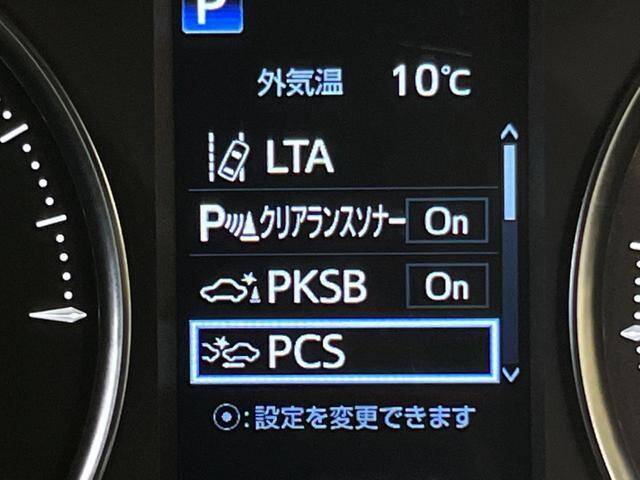 P
外気温 10℃
LTA
Pクリアランスソナー On
PKSB On
PCS
⦿:設定を変更できます